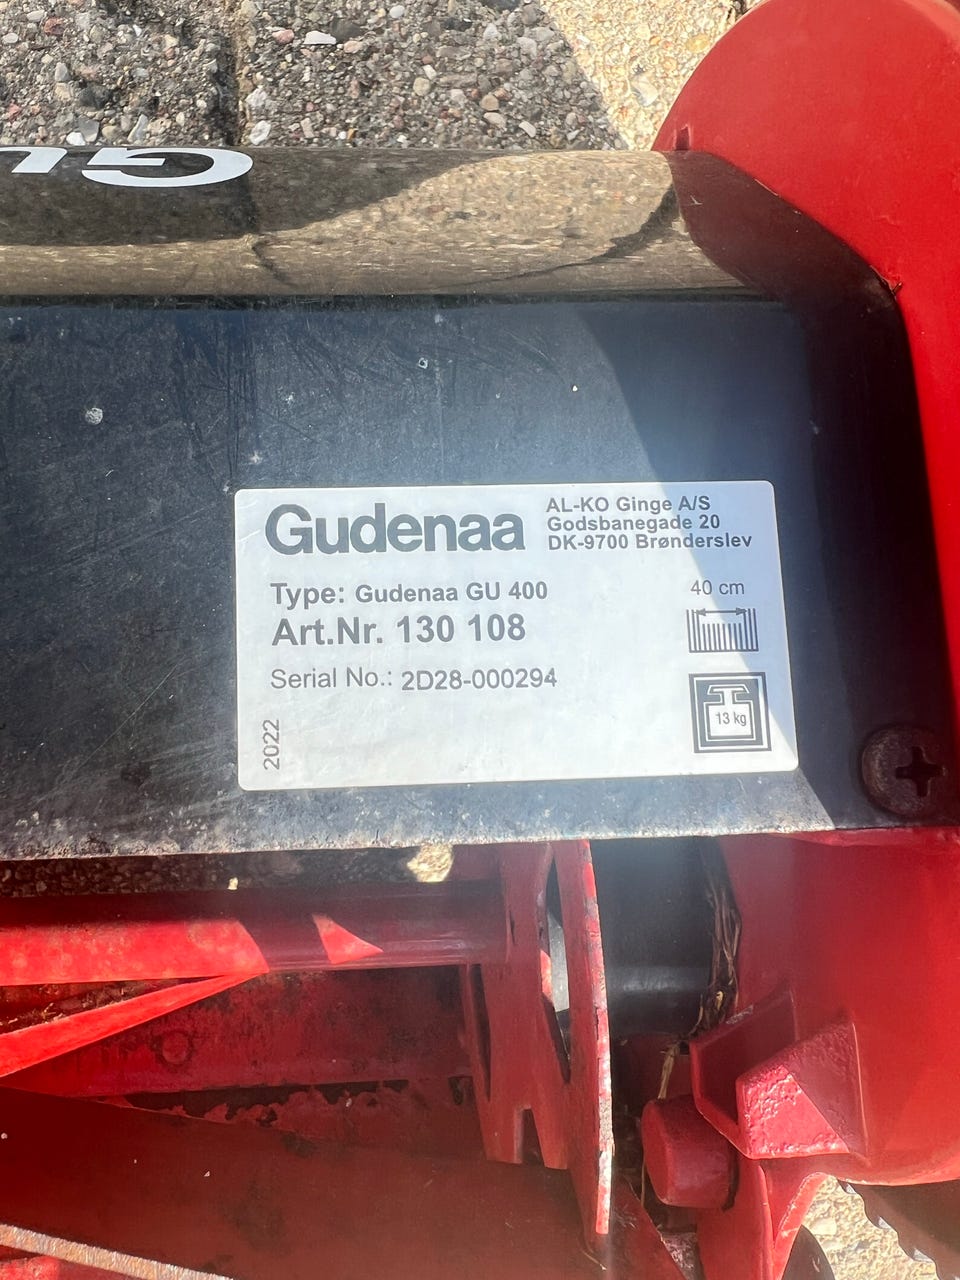 Gu
Gudenaa
AL-KO Ginge A/S
Godsbanegade 20
DK-9700 Brønderslev
Type: Gudenaa GU 400
Art.Nr. 130 108
Serial No.: 2D28-000294
2022
40 cm
13 kg